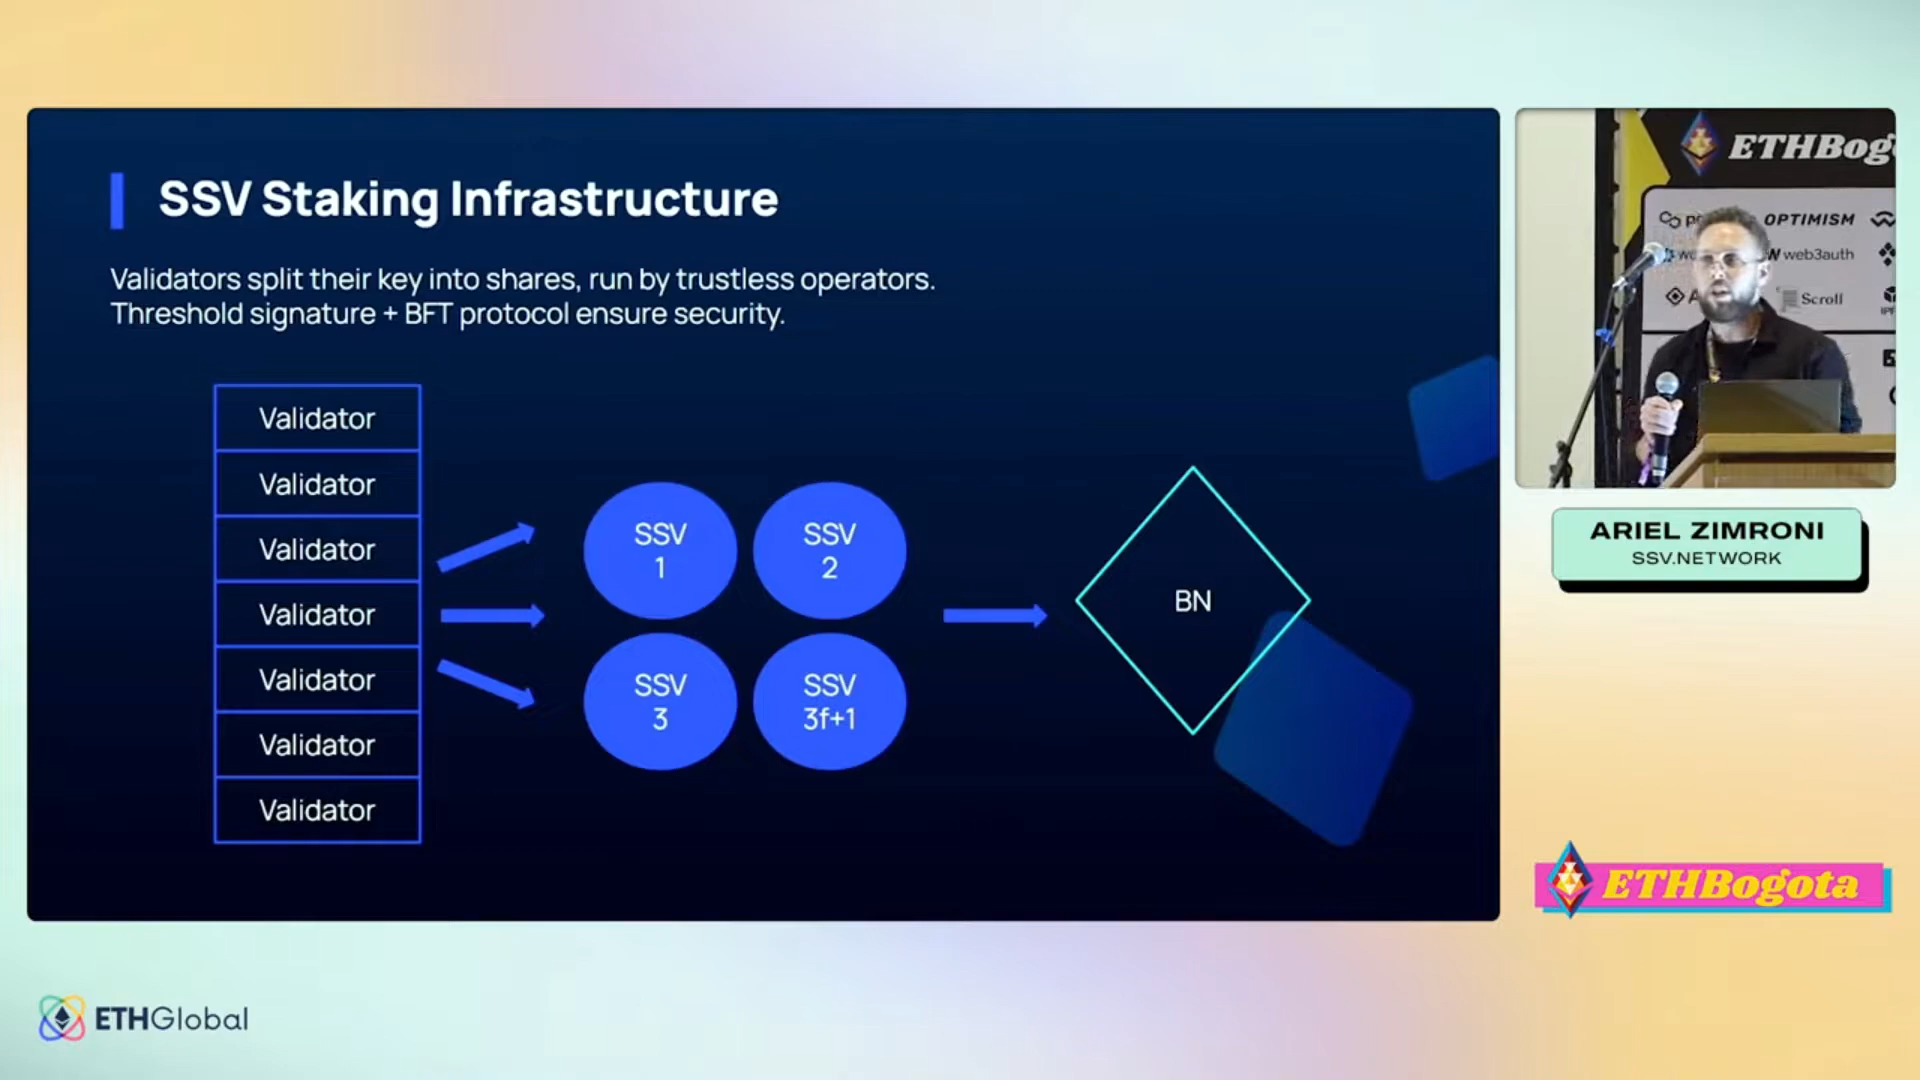 SSV Staking Infrastructure
Validators split their key into shares, run by trustless operators.
Threshold signature + BFT protocol ensure security.
Validator
Validator
Validator
Validator
Validator
Validator
Validator
SSV
1
SSV
2
SSV
3
SSV
3f+1
BN
ETHBog
OPTIMISM
web3auth
Scroll
ARIEL ZIMRONI
SSV.NETWORK
ETHBogota
ETHGlobal